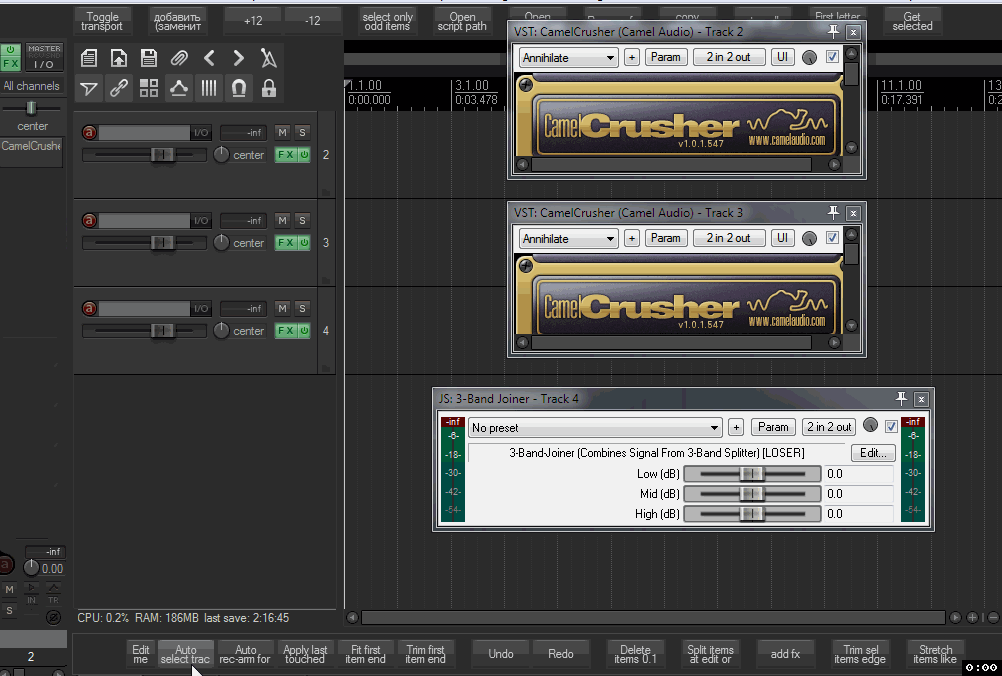 Toggle
transport
добавить
(заменит
+12
-12
select only
odd items
Open
script path
Open
copy
First letter
Get
selected
MASTER
FX
I/O
All channels
center
CamelCrushe
1.1.00
0:00.000
3.1.00
0:03.478
11.1.00
0:17.391
13
0:2
a
I/O
-inf
M
S
center
FX
2
a
I/O
-inf
M
S
center
FX
3
a
I/O
-inf
M
S
center
FX
4
VST: CamelCrusher (Camel Audio) - Track 2
Annihilate
+
Param
2 in 2 out
UI
CamelCrusher
v1.0.1.547
www.camelaudio.com
VST: CamelCrusher (Camel Audio) - Track 3
Annihilate
+
Param
2 in 2 out
UI
CamelCrusher
v1.0.1.547
www.camelaudio.com
JS: 3-Band Joiner - Track 4
-inf
-6-
-18-
-30-
-42-
-54-
No preset
+
Param
2 in 2 out
3-Band-Joiner (Combines Signal From 3-Band Splitter) [LOSER]
Edit...
Low (dB)
0.0
Mid (dB)
0.0
High (dB)
0.0
-inf
-6-
-18-
-30-
-42-
-54-
-inf
a
0.00
M
IN
TR
S
2
CPU: 0.2% RAM: 186MB last save: 2:16:45
Edit
me
Auto
select trac
Auto
rec-arm for
Apply last
touched
Fit first
item end
Trim first
item end
Undo
Redo
Delete
items 0.1
Split items
at edit or
add fx
Trim sel
items edge
Stretch
items like
0:00